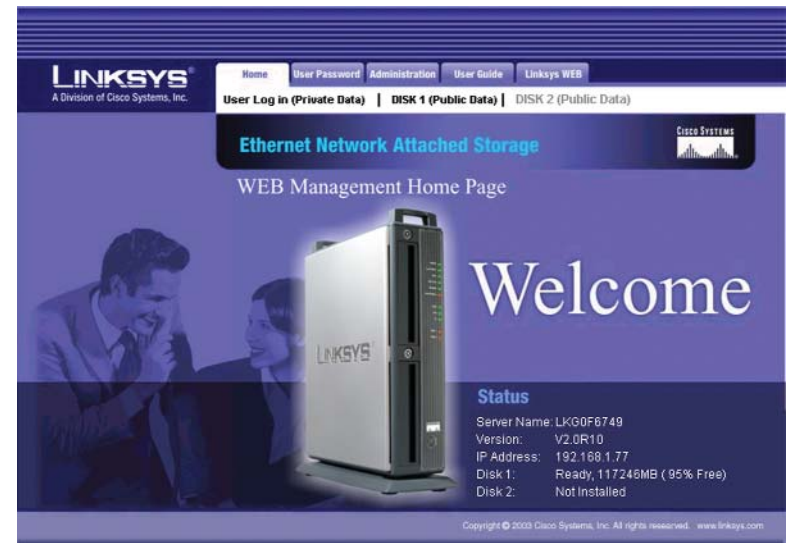 LINKSYS®
A Division of Cisco Systems, Inc.
Home User Password Administration User Guide Linksys WEB
User Log in (Private Data) | DISK 1 (Public Data) | DISK 2 (Public Data)
Ethernet Network Attached Storage
CISCO SYSTEMS
WEB Management Home Page
Welcome
LINKSYS
Status
Server Name: LKG0F6749
Version: V2.0R10
IP Address: 192.168.1.77
Disk 1: Ready, 117246MB ( 95% Free)
Disk 2: Not Installed
Copyright © 2003 Cisco Systems, Inc. All rights reserved. www.linksys.com